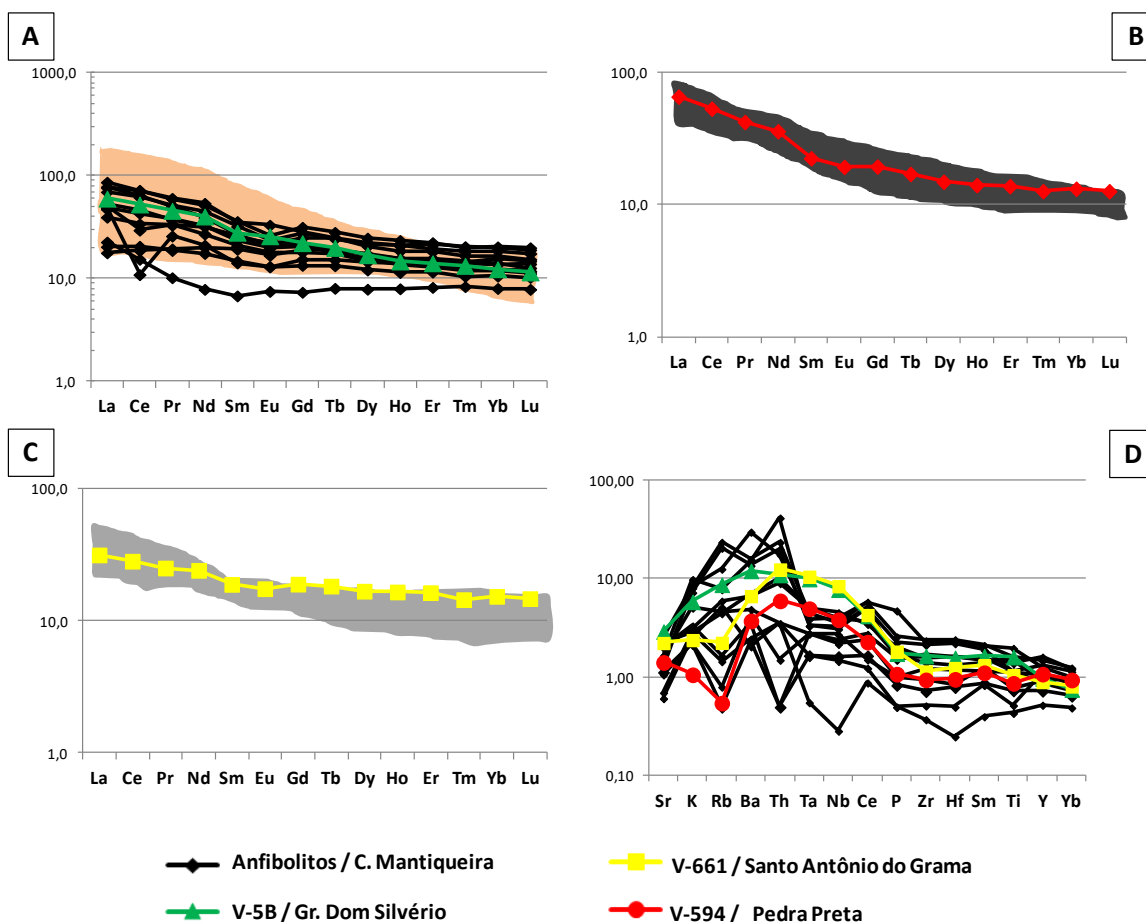 A
B
1000,0
100,0
10,0
1,0
La Ce Pr Nd Sm Eu Gd Tb Dy Ho Er Tm Yb Lu
100,0
10,0
1,0
La Ce Pr Nd Sm Eu Gd Tb Dy Ho Er Tm Yb Lu
C
D
100,0
10,0
1,0
La Ce Pr Nd Sm Eu Gd Tb Dy Ho Er Tm Yb Lu
100,00
10,00
1,00
0,10
Sr K Rb Ba Th Ta Nb Ce P Zr Hf Sm Ti Y Yb
Anfibolitos / C. Mantiqueira
V-661 / Santo Antônio do Grama
V-5B / Gr. Dom Silvério
V-594 / Pedra Preta